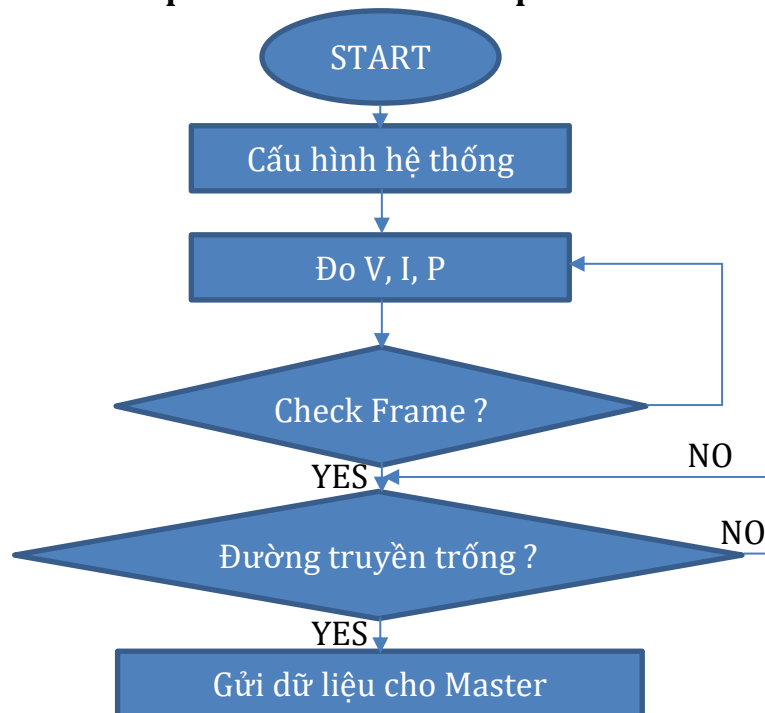 START
Cấu hình hệ thống
Đo V, I, P
Check Frame ?
NO
YES
Đường truyền trống ?
NO
YES
Gửi dữ liệu cho Master